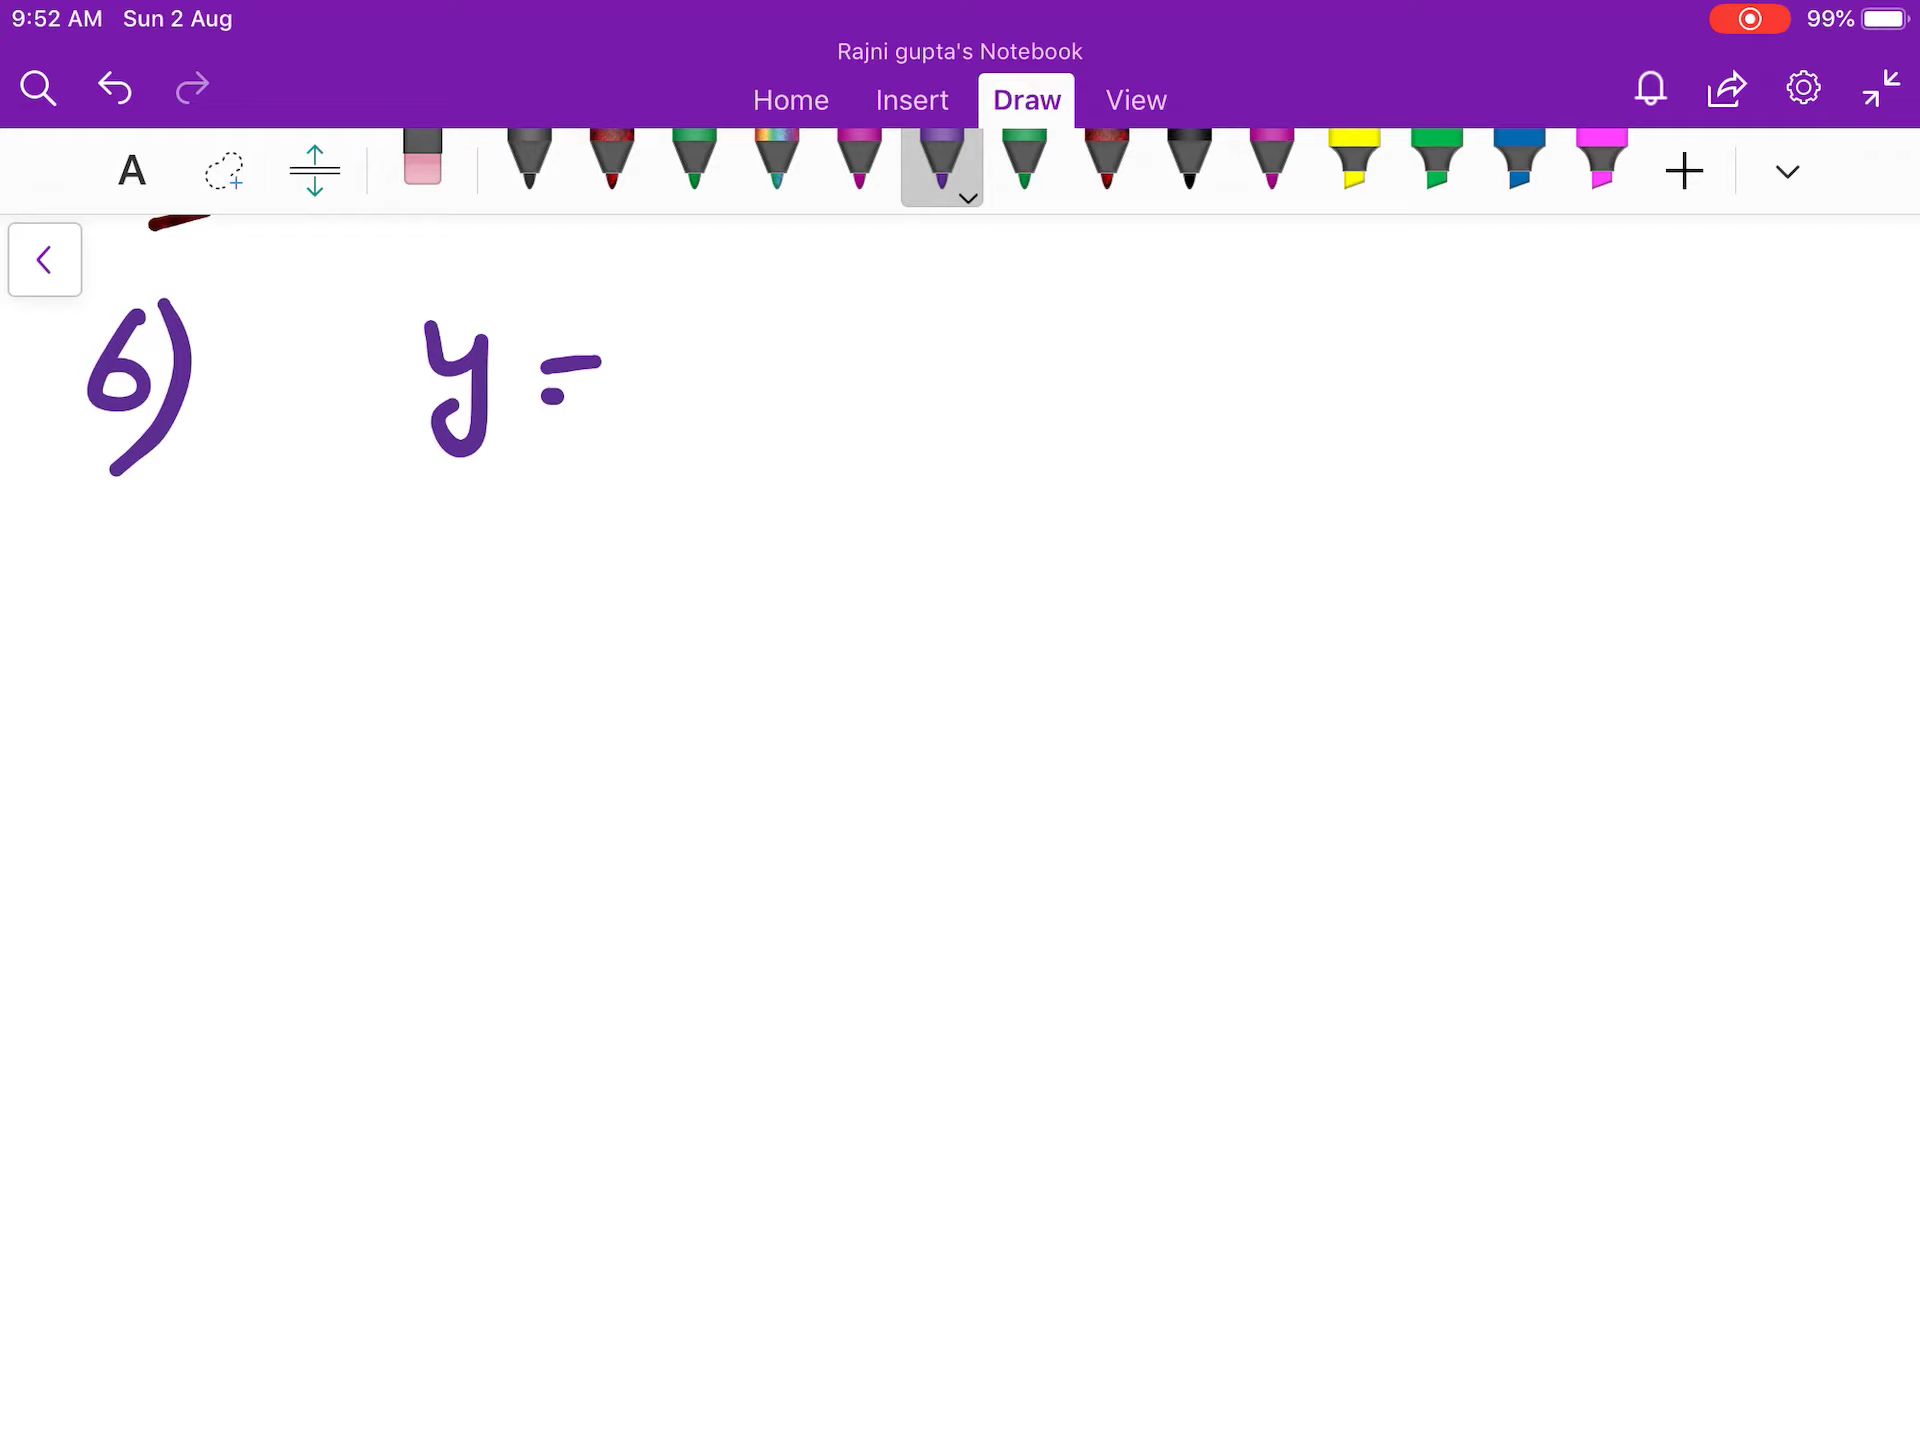 9:52 AM Sun 2 Aug 99%
Rajni gupta's Notebook
Home Insert Draw View
A
6) y =